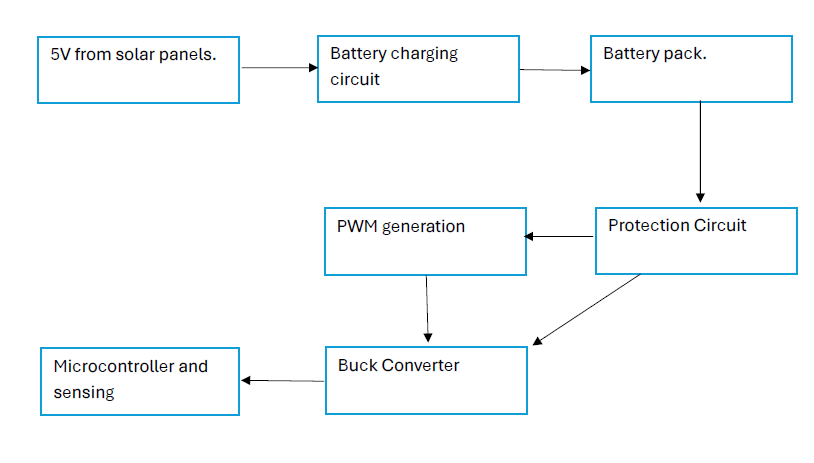 5V from solar panels.
Battery charging
circuit
Battery pack.
PWM generation
Protection Circuit
Microcontroller and
sensing
Buck Converter